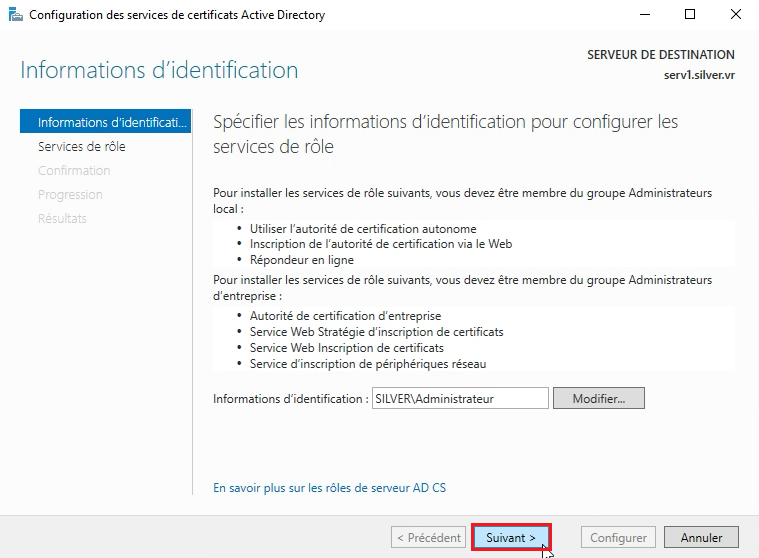 Configuration des services de certificats Active Directory
Informations d’identification
SERVEUR DE DESTINATION
serv1.silver.vr
Informations d’identificati...
Services de rôle
Confirmation
Progression
Résultats
Spécifier les informations d’identification pour configurer les
services de rôle
Pour installer les services de rôle suivants, vous devez être membre du groupe Administrateurs
local :
• Utiliser l’autorité de certification autonome
• Inscription de l’autorité de certification via le Web
• Répondeur en ligne
Pour installer les services de rôle suivants, vous devez être membre du groupe Administrateurs
d’entreprise :
• Autorité de certification d’entreprise
• Service Web Stratégie d’inscription de certificats
• Service Web Inscription de certificats
• Service d’inscription de périphériques réseau
Informations d’identification : SILVER\Administrateur Modifier...
En savoir plus sur les rôles de serveur AD CS
< Précédent Suivant > Configurer Annuler